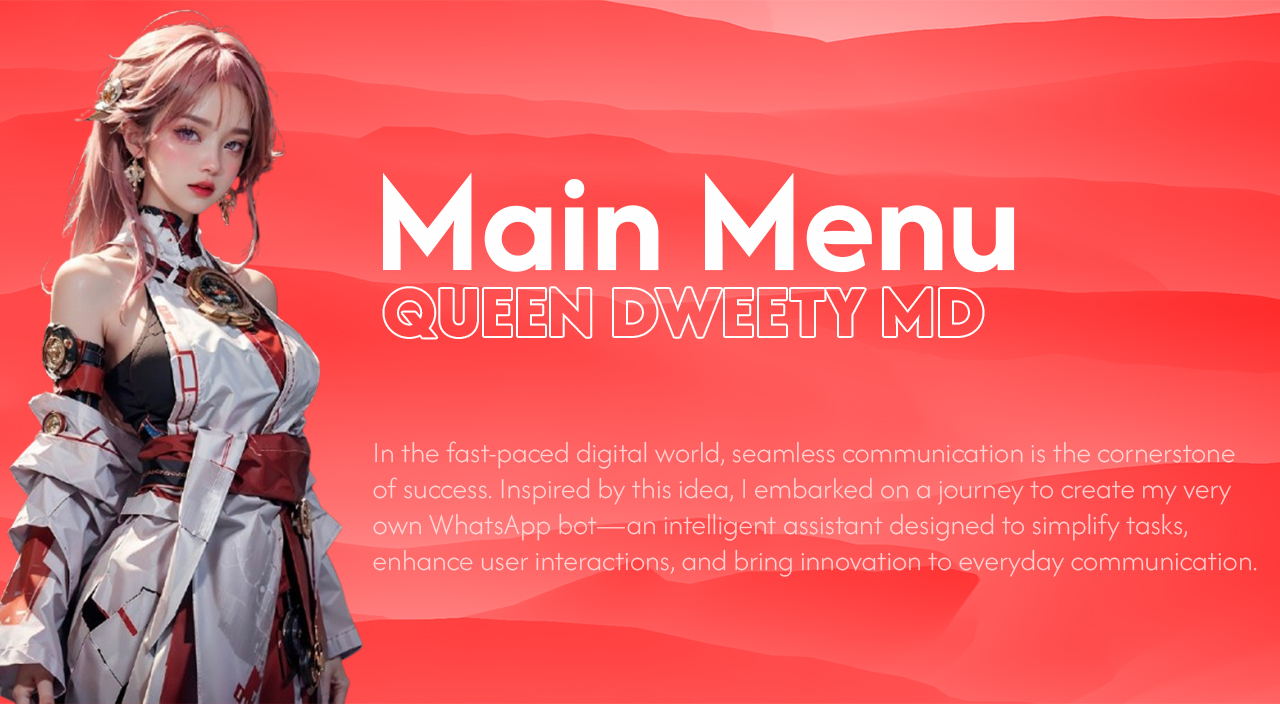 Main Menu
QUEEN DWEETY MD
In the fast-paced digital world, seamless communication is the cornerstone
of success. Inspired by this idea, I embarked on a journey to create my very
own WhatsApp bot—an intelligent assistant designed to simplify tasks,
enhance user interactions, and bring innovation to everyday communication.